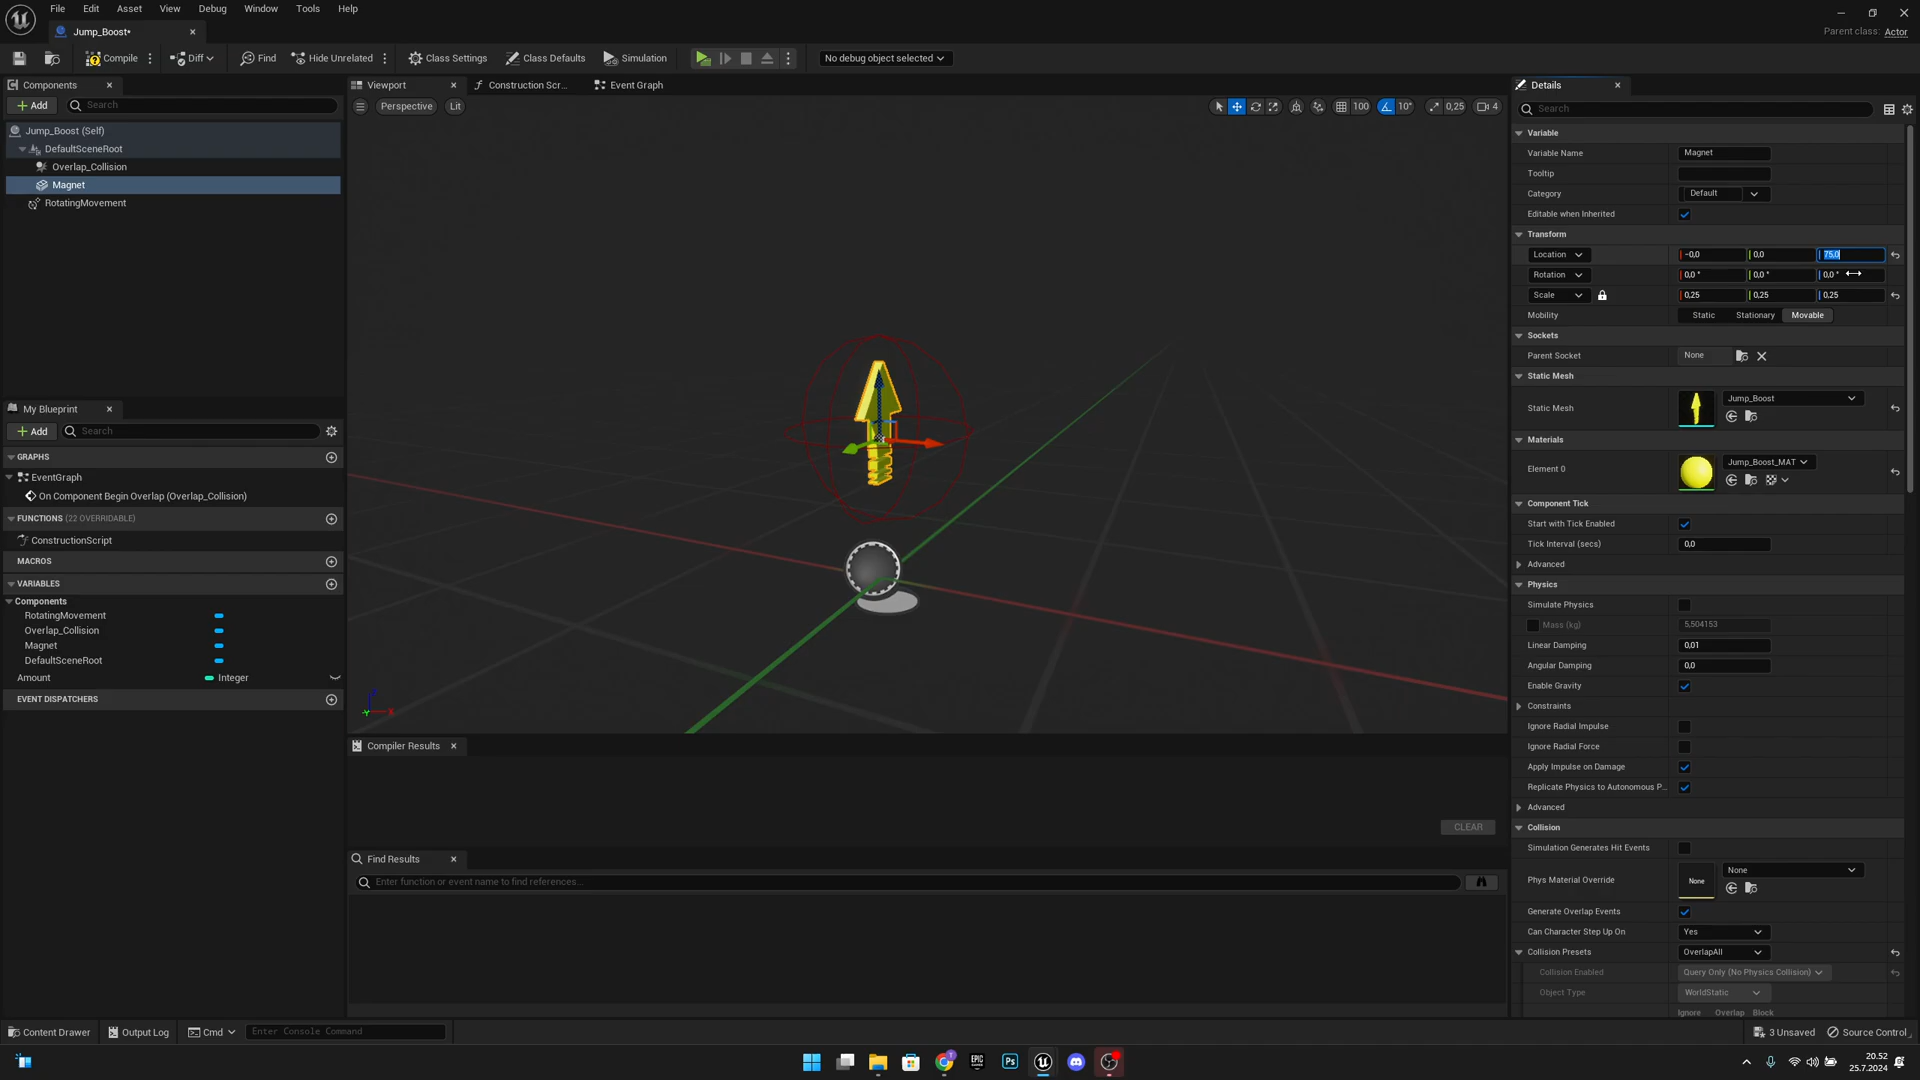 File Edit Asset View Debug Window Tools Help
Jump_Boost*
Parent class: Actor
Compile Diff Find Hide Unrelated Class Settings Class Defaults Simulation No debug object selected
Components
Add Search
Jump_Boost (Self)
DefaultSceneRoot
Overlap_Collision
Magnet
RotatingMovement
My Blueprint
Add Search
GRAPHS
EventGraph
On Component Begin Overlap (Overlap_Collision)
FUNCTIONS (22 OVERRIDABLE)
ConstructionScript
MACROS
VARIABLES
Components
RotatingMovement
Overlap_Collision
Magnet
DefaultSceneRoot
Amount Integer
EVENT DISPATCHERS
Viewport Construction Scr... Event Graph
Perspective Lit
100 10° 0,25 4
Z
Y X
Compiler Results
CLEAR
Find Results
Enter function or event name to find references...
Details
Search
Variable
Variable Name Magnet
Tooltip
Category Default
Editable when Inherited
Transform
Location -0,0 0,0 75,0
Rotation 0,0 ° 0,0 ° 0,0 °
Scale 0,25 0,25 0,25
Mobility Static Stationary Movable
Sockets
Parent Socket None
Static Mesh
Static Mesh Jump_Boost
Materials
Element 0 Jump_Boost_MAT
Component Tick
Start with Tick Enabled
Tick Interval (secs) 0,0
Advanced
Physics
Simulate Physics
Mass (kg) 5,504153
Linear Damping 0,01
Angular Damping 0,0
Enable Gravity
Constraints
Ignore Radial Impulse
Ignore Radial Force
Apply Impulse on Damage
Replicate Physics to Autonomous P...
Advanced
Collision
Simulation Generates Hit Events
Phys Material Override None None
Generate Overlap Events
Can Character Step Up On Yes
Collision Presets OverlapAll
Collision Enabled Query Only (No Physics Collision)
Object Type WorldStatic
Ignore Overlap Block
Content Drawer Output Log Cmd Enter Console Command 3 Unsaved Source Control
EPIC Ps
20.52
25.7.2024